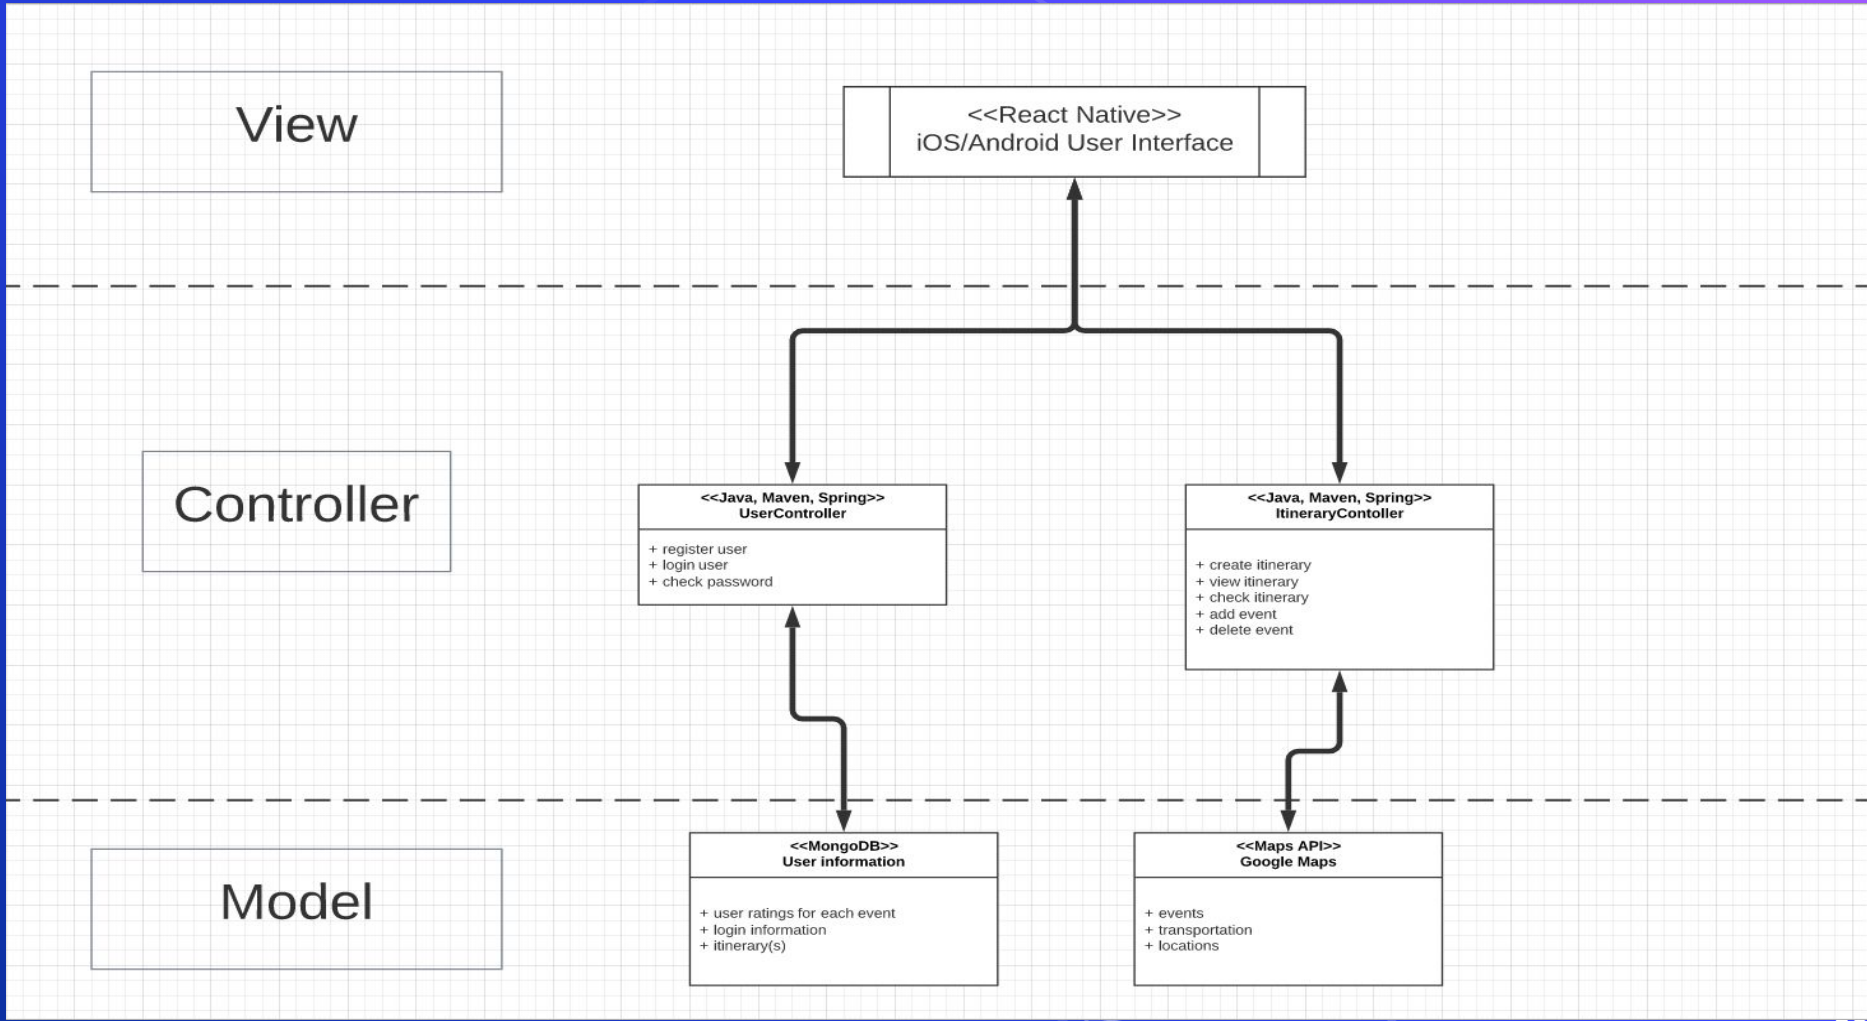 View
<<React Native>>
iOS/Android User Interface
Controller
<<Java, Maven, Spring>>
UserController
+ register user
+ login user
+ check password
<<Java, Maven, Spring>>
ItineraryContoller
+ create itinerary
+ view itinerary
+ check itinerary
+ add event
+ delete event
Model
<<MongoDB>>
User information
+ user ratings for each event
+ login information
+ itinerary(s)
<<Maps API>>
Google Maps
+ events
+ transportation
+ locations